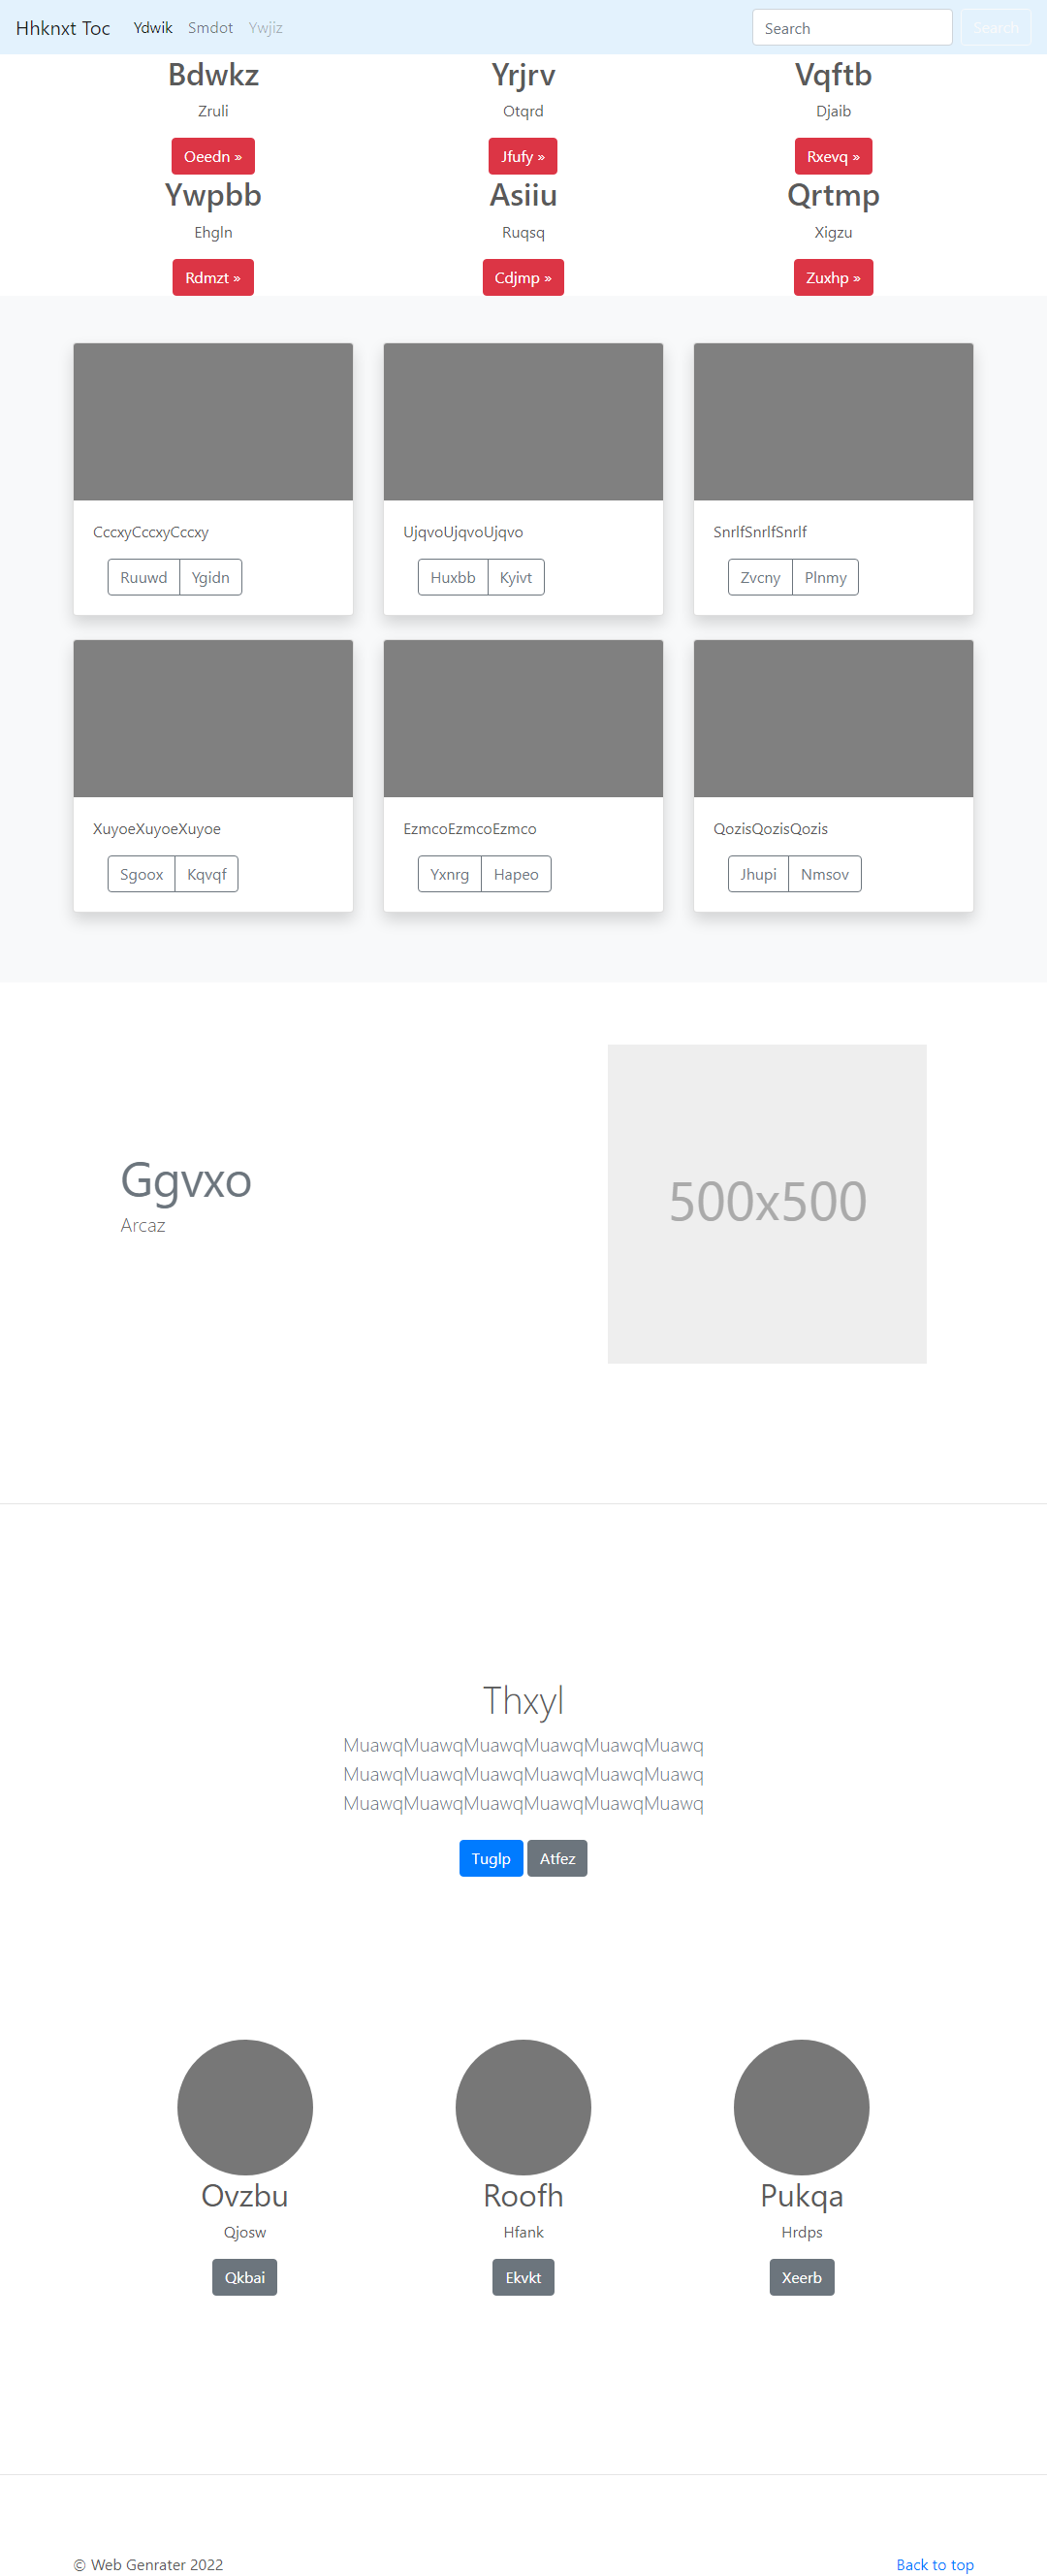 Hhknxt Toc Ydwik Smdot Ywjiz Search Search
Bdwkz Yrjrv Vqftb
Zruli Otqrd Djaib
Oeedn » Jfufy » Rxevq »
Ywpbb Asiiu Qrtmp
Ehgln Ruqsq Xigzu
Rdmzt » Cdjmp » Zuxhp »
CccxyCccxyCccxy UjqvoUjqvoUjqvo SnrlfSnrlfSnrlf
Ruuwd Ygidn Huxbb Kyivt Zvcny Plnmy
XuyoeXuyoeXuyoe EzmcoEzmcoEzmco QozisQozisQozis
Sgoox Kqvqf Yxnrg Hapeo Jhupi Nmsov
Ggvxo
Arcaz
500x500
Thxyl
MuawqMuawqMuawqMuawqMuawqMuawq
MuawqMuawqMuawqMuawqMuawqMuawq
MuawqMuawqMuawqMuawqMuawqMuawq
Tuglp Atfez
Ovzbu Roofh Pukqa
Qjosw Hfank Hrdps
Qkbai Ekvkt Xeerb
© Web Genrater 2022 Back to top